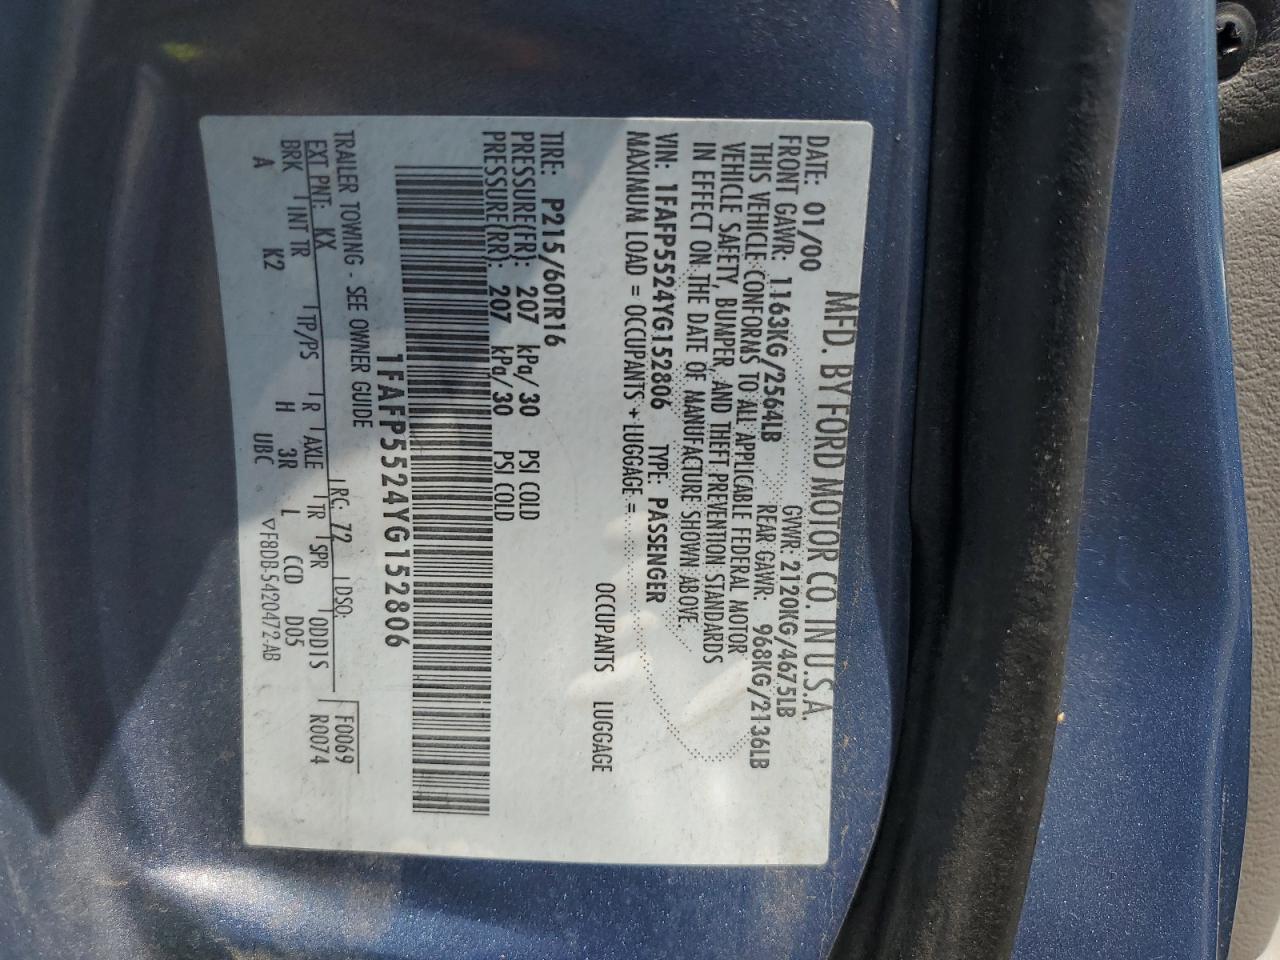 MFD. BY FORD MOTOR CO. IN U.S.A.
DATE: 01/00 GVWR: 2120KG/4675LB
FRONT GAWR: 1163KG/2564LB REAR GAWR: 968KG/2136LB
THIS VEHICLE CONFORMS TO ALL APPLICABLE FEDERAL MOTOR
VEHICLE SAFETY, BUMPER, AND THEFT PREVENTION STANDARDS
IN EFFECT ON THE DATE OF MANUFACTURE SHOWN ABOVE.
VIN: 1FAFP5524YG152806 TYPE: PASSENGER
MAXIMUM LOAD = OCCUPANTS + LUGGAGE =
OCCUPANTS LUGGAGE
TIRE: P215/60TR16
PRESSURE(FR): 207 kPa/30 PSI COLD
PRESSURE(RR): 207 kPa/30 PSI COLD
1FAFP5524YG152806
TRAILER TOWING - SEE OWNER GUIDE
EXT PNT: KX RC: 72 DSO: F0069
BRK INT TR TP/PS R AXLE TR SPR ODD1S R0074
A K2 H 3R L CCD D05
UBC ▽F8DB-5420472-AB